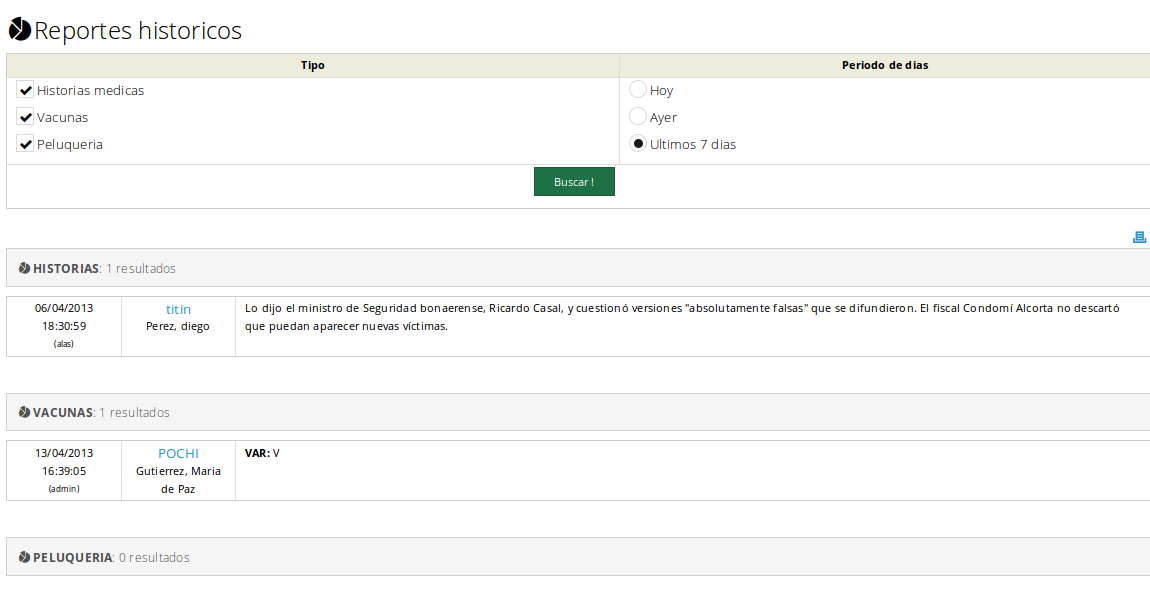 Reportes historicos
Tipo
Periodo de dias
Historias medicas
Hoy
Vacunas
Ayer
Peluqueria
Ultimos 7 dias
Buscar !
HISTORIAS: 1 resultados
06/04/2013
18:30:59
(alas)
titin
Perez, diego
Lo dijo el ministro de Seguridad bonaerense, Ricardo Casal, y cuestionó versiones "absolutamente falsas" que se difundieron. El fiscal Condomí Alcorta no descartó
que puedan aparecer nuevas víctimas.
VACUNAS: 1 resultados
13/04/2013
16:39:05
(admin)
POCHI
Gutierrez, Maria
de Paz
VAR: V
PELUQUERIA: 0 resultados